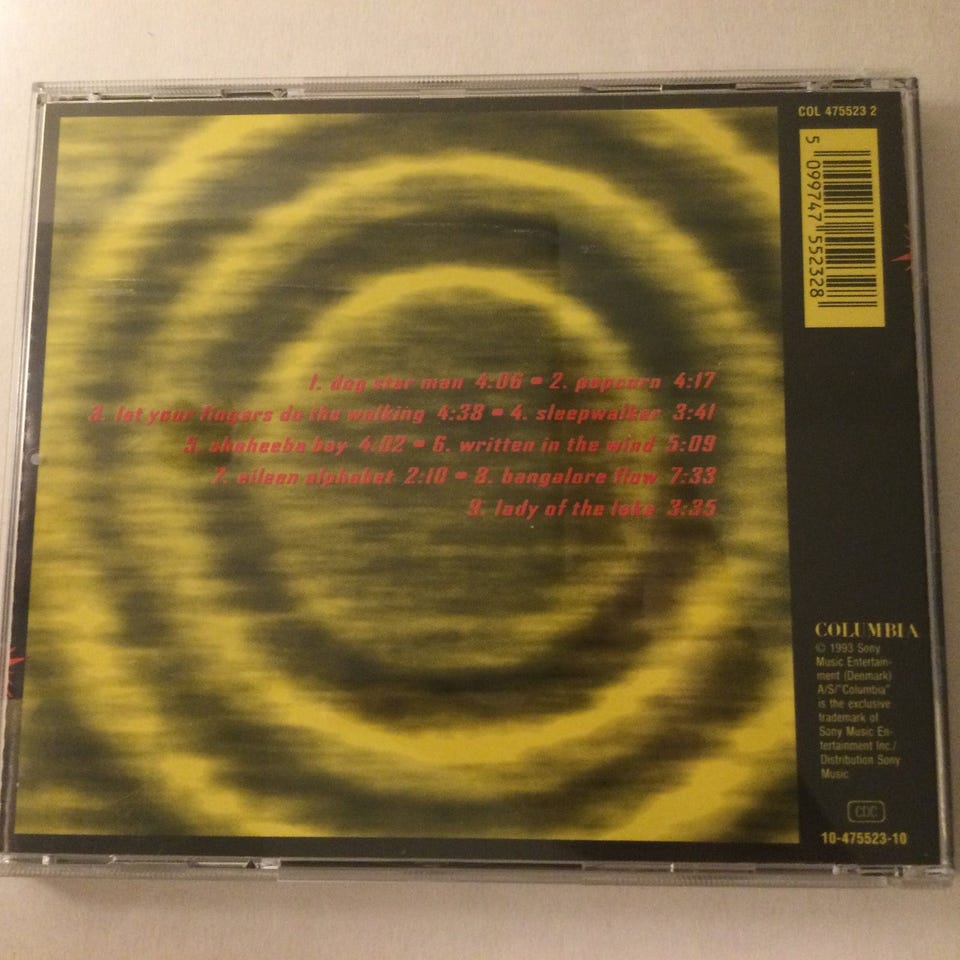 COL 475523 2
5 099747 552328
1. dog star man 4:06 • 2. popcorn 4:17
3. let your fingers do the walking 4:38 • 4. sleepwalker 3:41
5. shaheeba bay 4.02 • 6. written in the wind 5:09
7. eileen alphabet 2:10 • 8. bangalore flow 7:33
9. lady of the lake 3:35
COLUMBIA
© 1993 Sony
Music Entertain-
ment (Denmark)
A/S/"Columbia"
is the exclusive
trademark of
Sony Music En-
tertainment Inc./
Distribution Sony
Music
CDC
10-475523-10